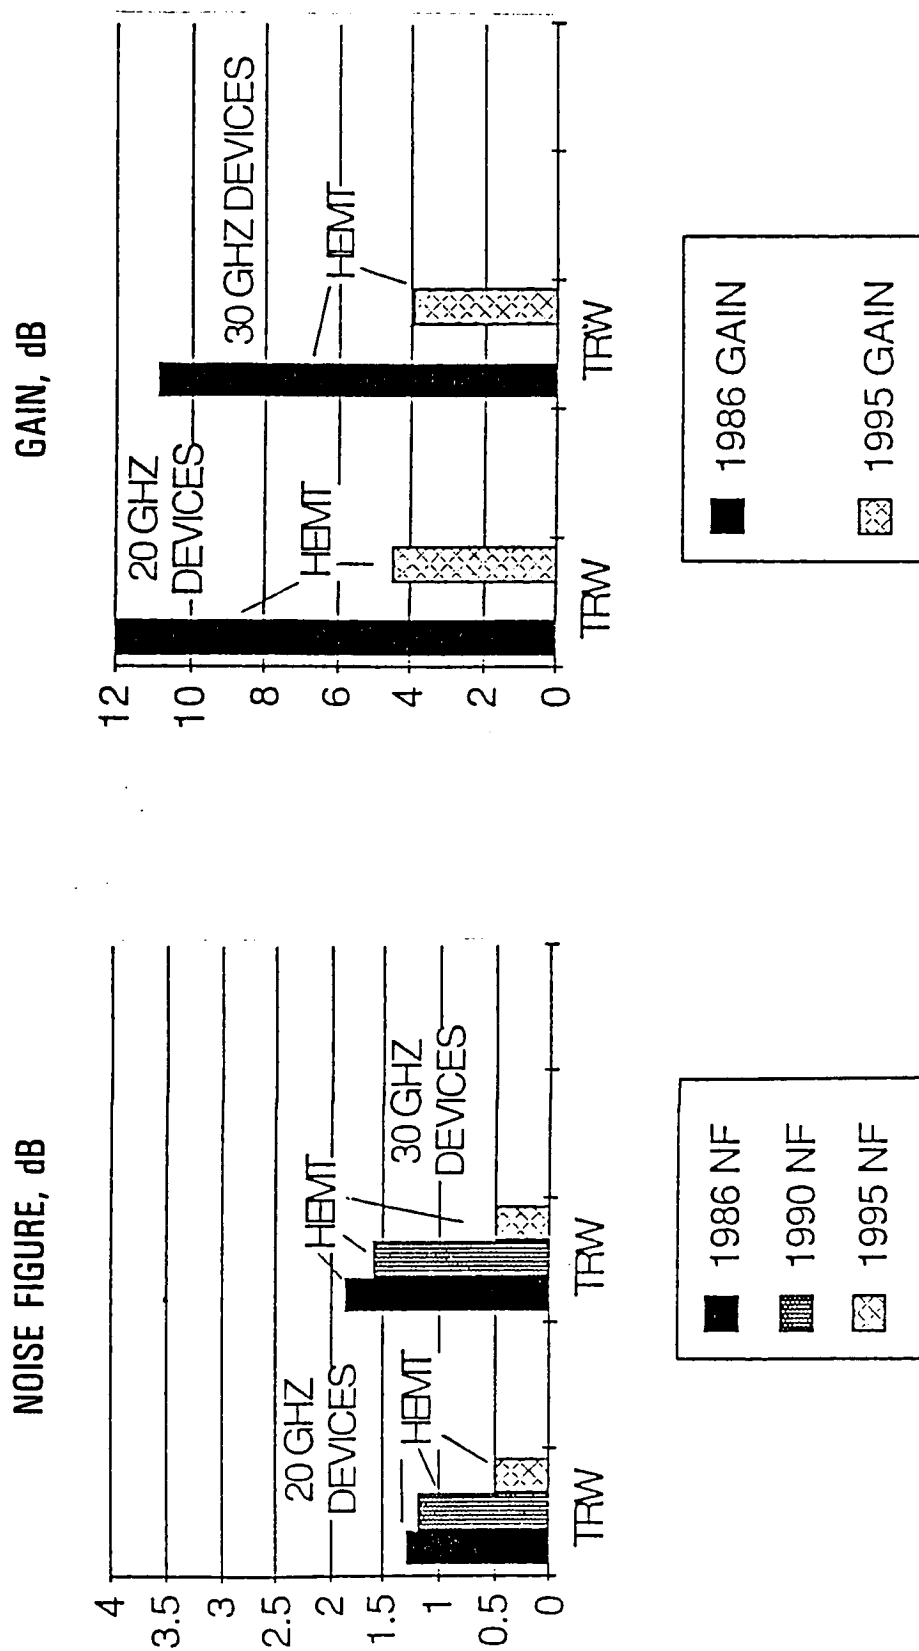 NOISE FIGURE, dB
4
3.5
3
2.5
2
1.5
1
0.5
0
20 GHZ
DEVICES
HEMT
TRW
HEMT
30 GHZ
DEVICES
TRW
1986 NF
1990 NF
1995 NF
GAIN, dB
12
10
8
6
4
2
0
20 GHZ
DEVICES
HEMT
TRW
30 GHZ DEVICES
HEMT
TRW
1986 GAIN
1995 GAIN